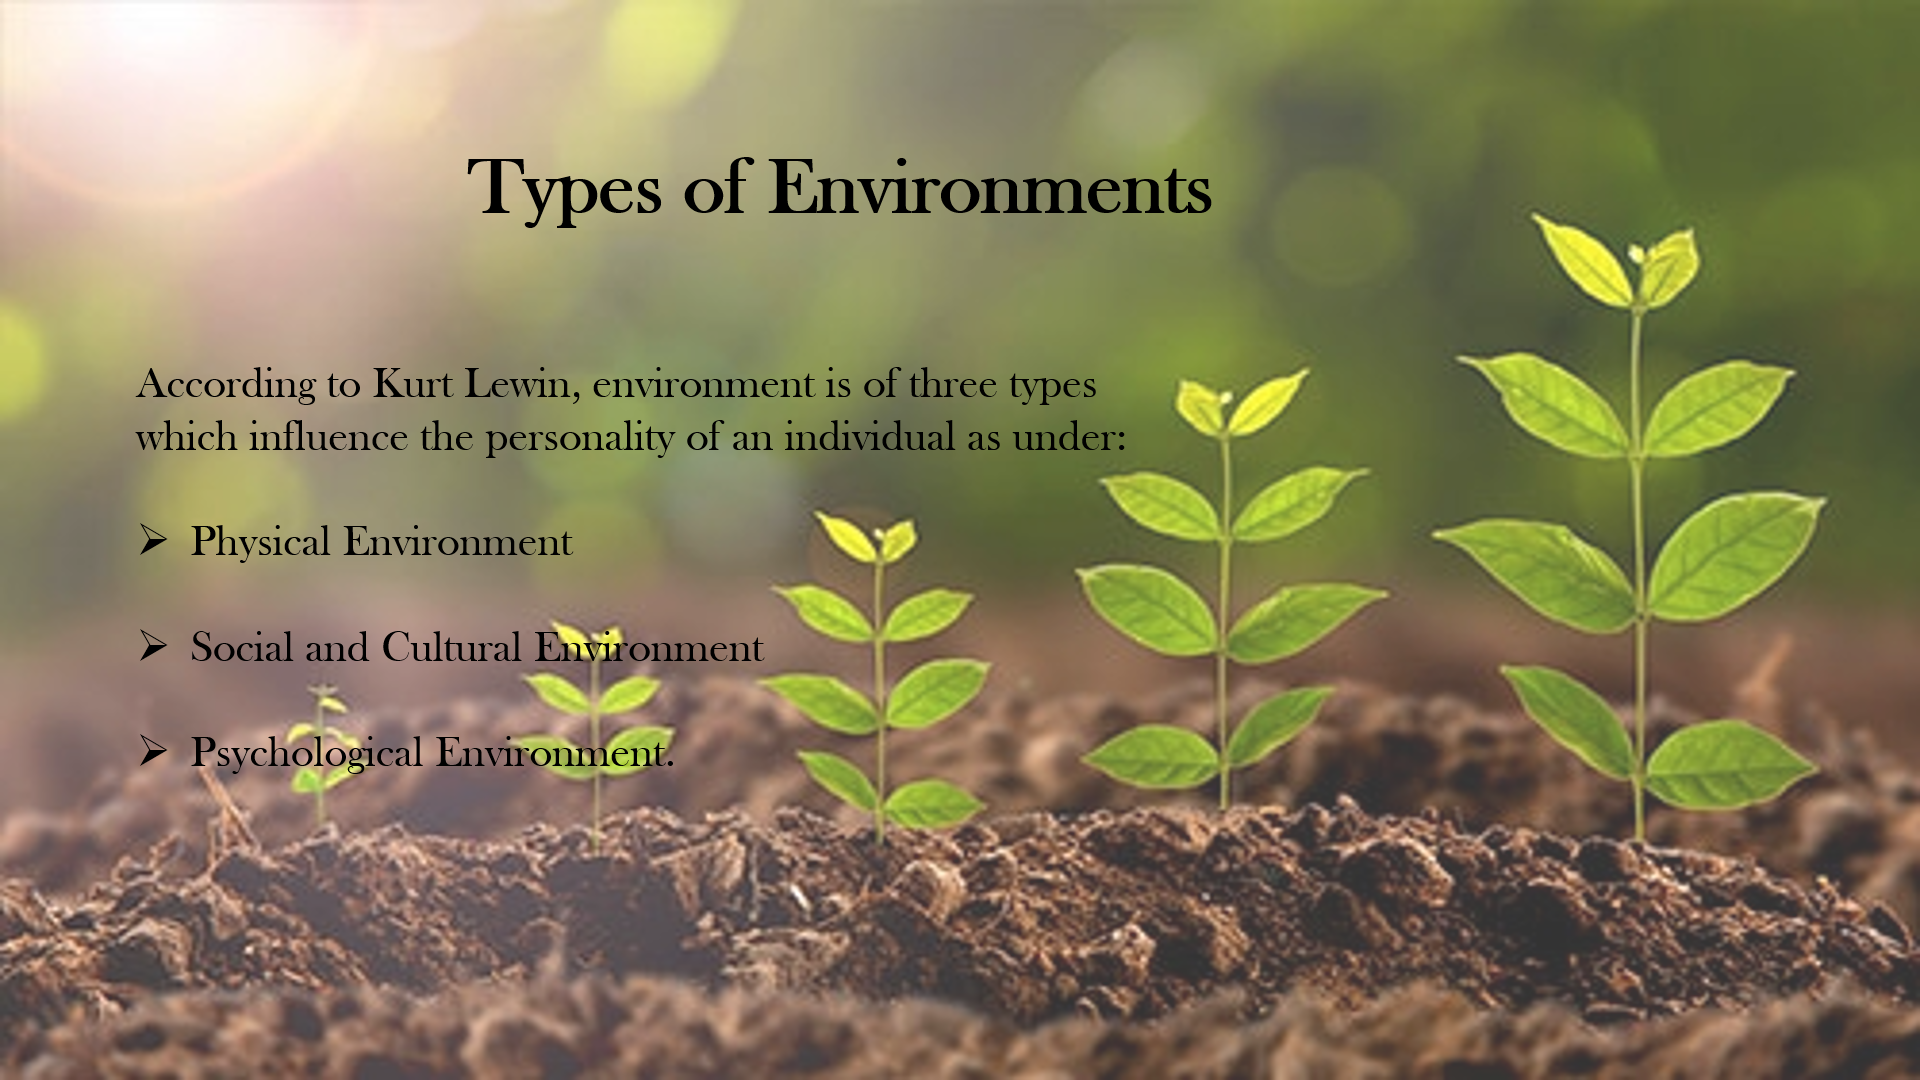 Types of Environments
According to Kurt Lewin, environment is of three types
which influence the personality of an individual as under:
➢ Physical Environment
➢ Social and Cultural Environment
➢ Psychological Environment.